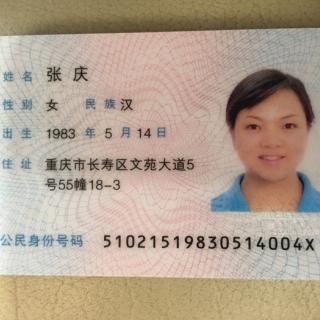 姓名 张庆
性别 女 民族 汉
出生 1983 年 5 月 14 日
住址 重庆市长寿区文苑大道5
号55幢18-3
公民身份号码 51021519830514004X